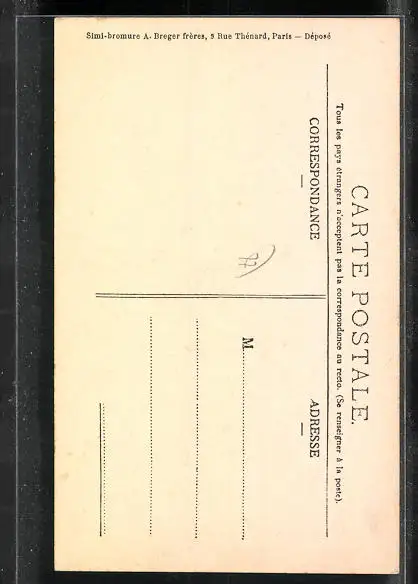 CARTE POSTALE.
Tous les pays étrangers n'acceptent pas la correspondance au recto. (Se renseigner à la poste).
CORRESPONDANCE
ADRESSE
M
Simi-bromure A. Breger frères, 9 Rue Thénard, Paris — Déposé